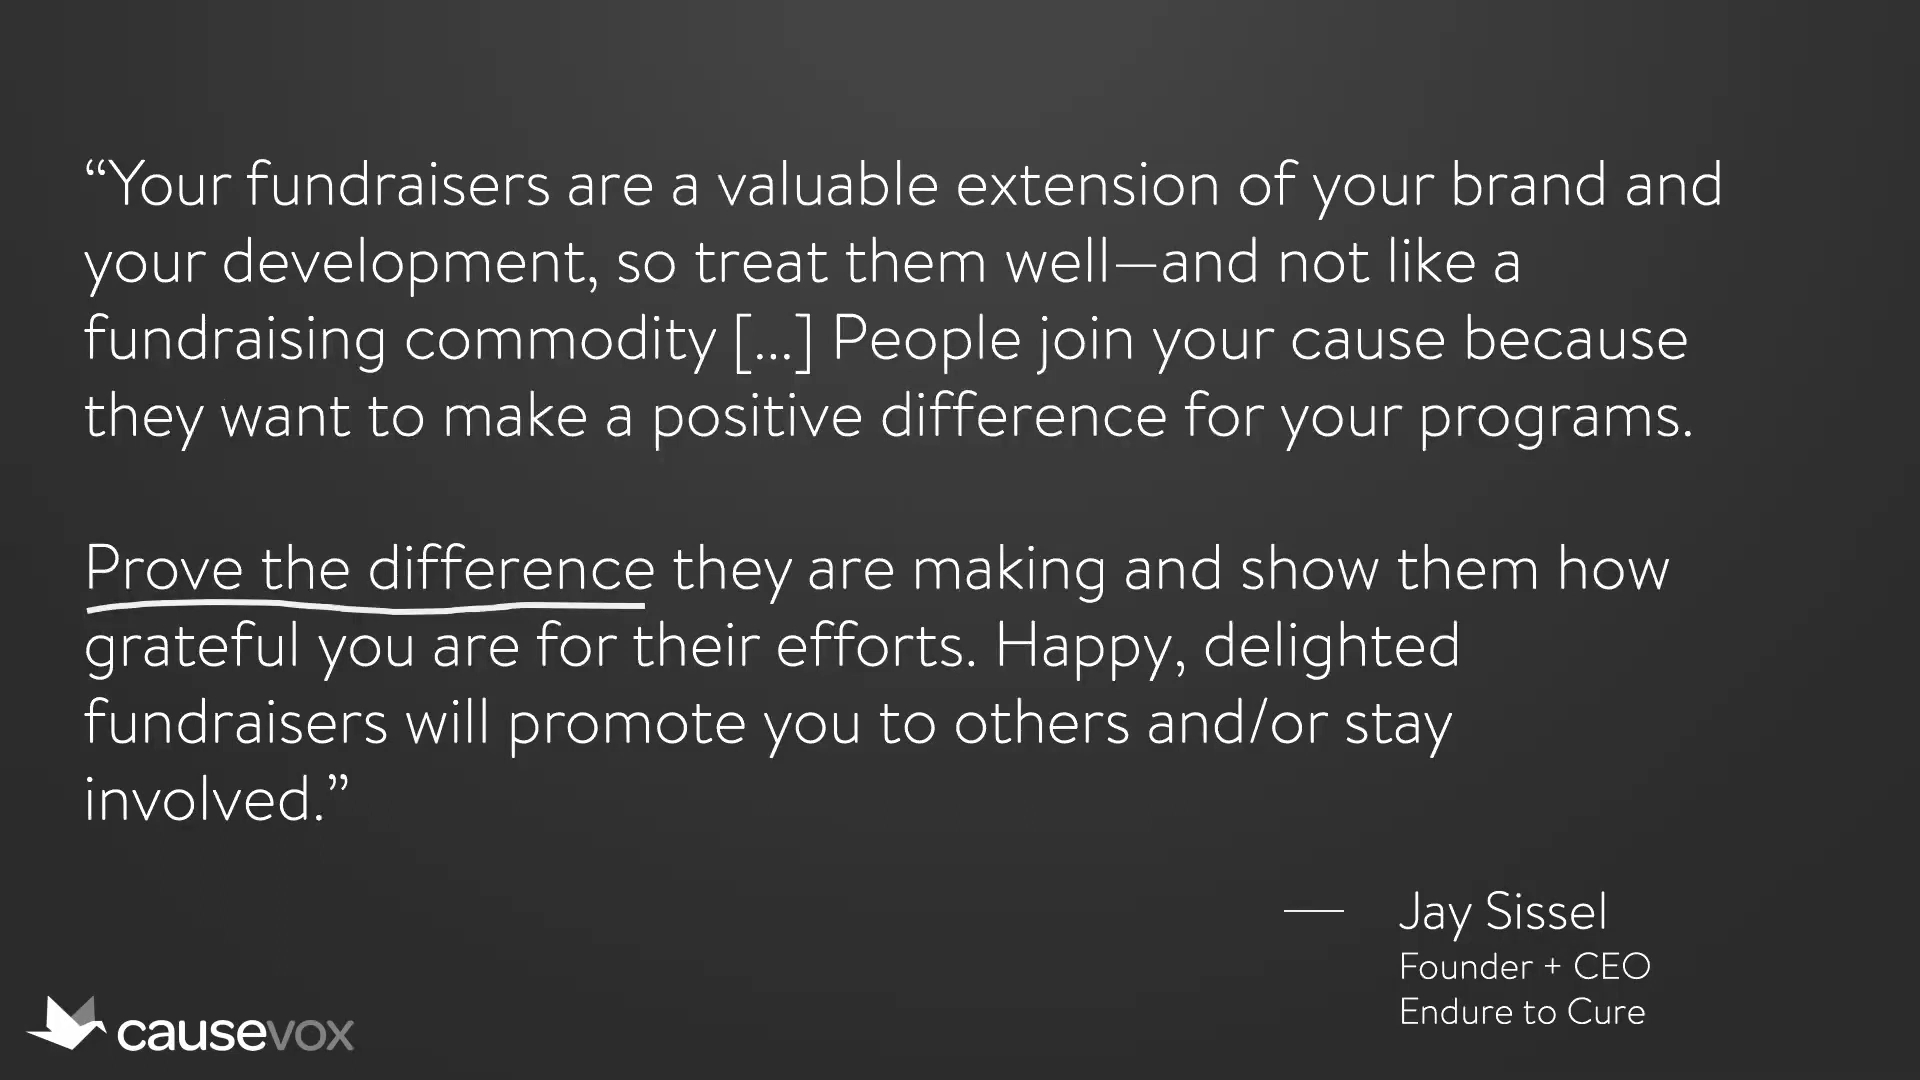 “Your fundraisers are a valuable extension of your brand and
your development, so treat them well—and not like a
fundraising commodity [...] People join your cause because
they want to make a positive difference for your programs.
Prove the difference they are making and show them how
grateful you are for their efforts. Happy, delighted
fundraisers will promote you to others and/or stay
involved.”
— Jay Sissel
Founder + CEO
Endure to Cure
causevox